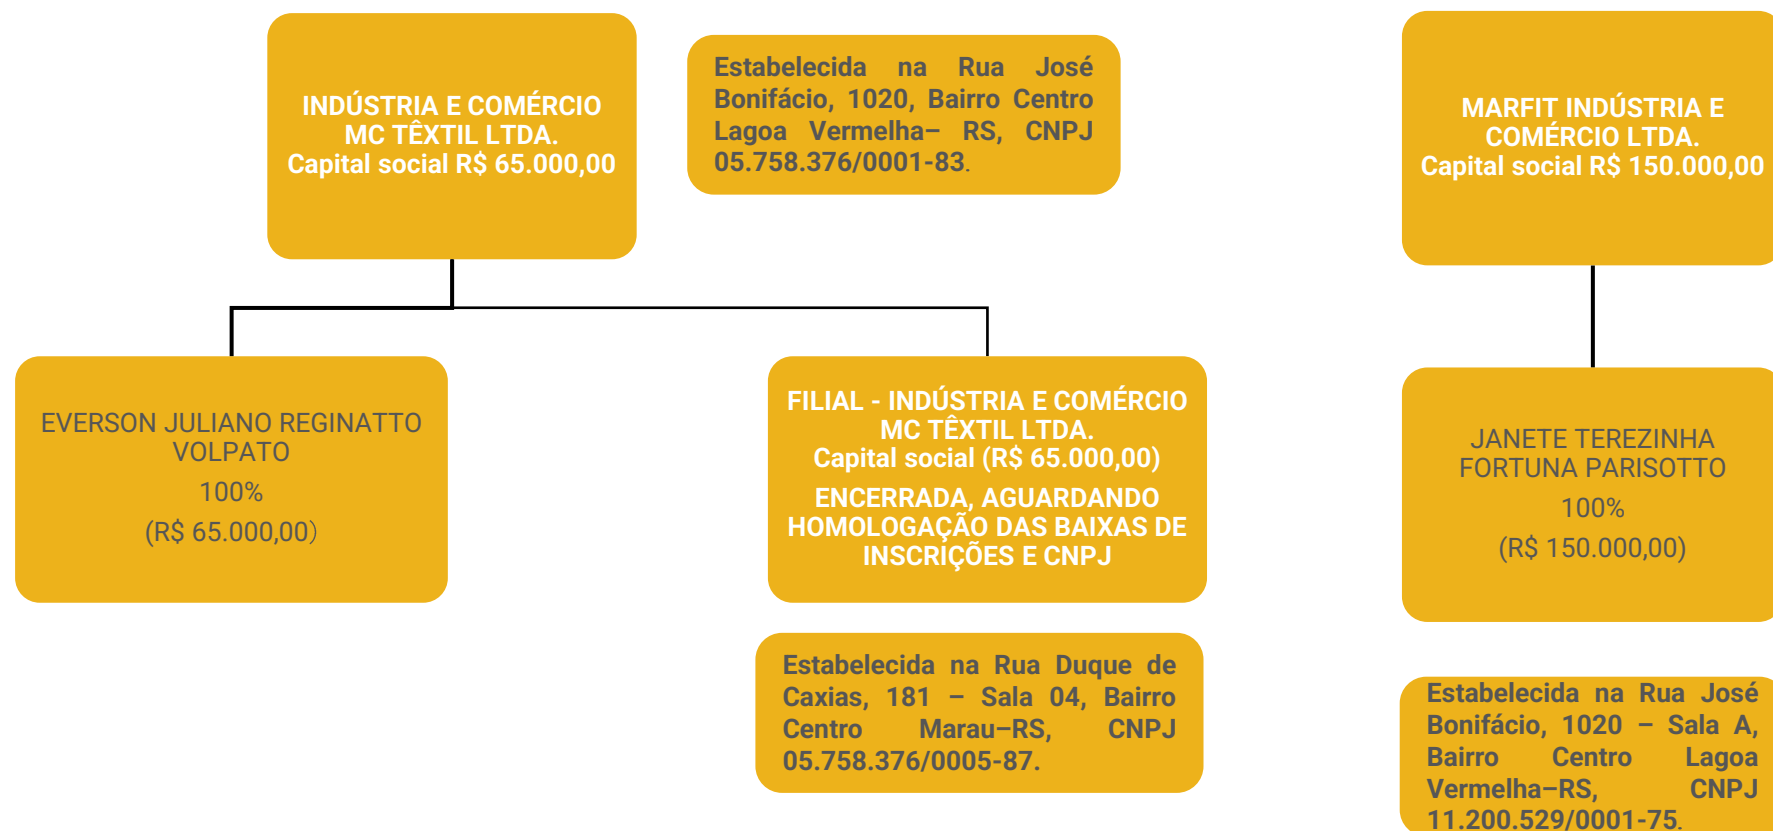 INDÚSTRIA E COMÉRCIO
MC TÊXTIL LTDA.
Capital social R$ 65.000,00
Estabelecida na Rua José
Bonifácio, 1020, Bairro Centro
Lagoa Vermelha– RS, CNPJ
05.758.376/0001-83.
MARFIT INDÚSTRIA E
COMÉRCIO LTDA.
Capital social R$ 150.000,00
EVERSON JULIANO REGINATTO
VOLPATO
100%
(R$ 65.000,00)
FILIAL - INDÚSTRIA E COMÉRCIO
MC TÊXTIL LTDA.
Capital social (R$ 65.000,00)
ENCERRADA, AGUARDANDO
HOMOLOGAÇÃO DAS BAIXAS DE
INSCRIÇÕES E CNPJ
JANETE TEREZINHA
FORTUNA PARISOTTO
100%
(R$ 150.000,00)
Estabelecida na Rua Duque de
Caxias, 181 – Sala 04, Bairro
Centro Marau–RS, CNPJ
05.758.376/0005-87.
Estabelecida na Rua José
Bonifácio, 1020 – Sala A,
Bairro Centro Lagoa
Vermelha–RS, CNPJ
11.200.529/0001-75.